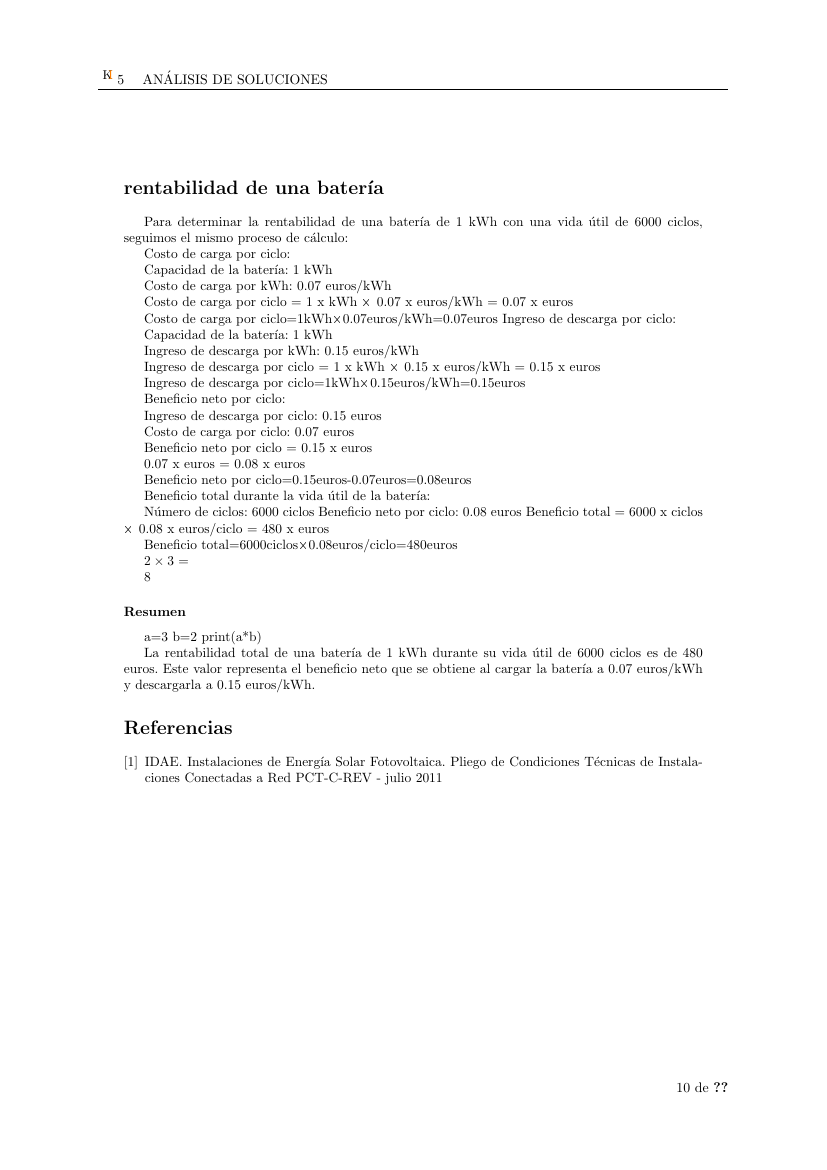 K 5 ANÁLISIS DE SOLUCIONES
rentabilidad de una batería
Para determinar la rentabilidad de una batería de 1 kWh con una vida útil de 6000 ciclos,
seguimos el mismo proceso de cálculo:
Costo de carga por ciclo:
Capacidad de la batería: 1 kWh
Costo de carga por kWh: 0.07 euros/kWh
Costo de carga por ciclo = 1 x kWh × 0.07 x euros/kWh = 0.07 x euros
Costo de carga por ciclo=1kWh×0.07euros/kWh=0.07euros Ingreso de descarga por ciclo:
Capacidad de la batería: 1 kWh
Ingreso de descarga por kWh: 0.15 euros/kWh
Ingreso de descarga por ciclo = 1 x kWh × 0.15 x euros/kWh = 0.15 x euros
Ingreso de descarga por ciclo=1kWh×0.15euros/kWh=0.15euros
Beneficio neto por ciclo:
Ingreso de descarga por ciclo: 0.15 euros
Costo de carga por ciclo: 0.07 euros
Beneficio neto por ciclo = 0.15 x euros
0.07 x euros = 0.08 x euros
Beneficio neto por ciclo=0.15euros-0.07euros=0.08euros
Beneficio total durante la vida útil de la batería:
Número de ciclos: 6000 ciclos Beneficio neto por ciclo: 0.08 euros Beneficio total = 6000 x ciclos
× 0.08 x euros/ciclo = 480 x euros
Beneficio total=6000ciclos×0.08euros/ciclo=480euros
2 × 3 =
8
Resumen
a=3 b=2 print(a*b)
La rentabilidad total de una batería de 1 kWh durante su vida útil de 6000 ciclos es de 480
euros. Este valor representa el beneficio neto que se obtiene al cargar la batería a 0.07 euros/kWh
y descargarla a 0.15 euros/kWh.
Referencias
[1] IDAE. Instalaciones de Energía Solar Fotovoltaica. Pliego de Condiciones Técnicas de Instala-
ciones Conectadas a Red PCT-C-REV - julio 2011
10 de ??